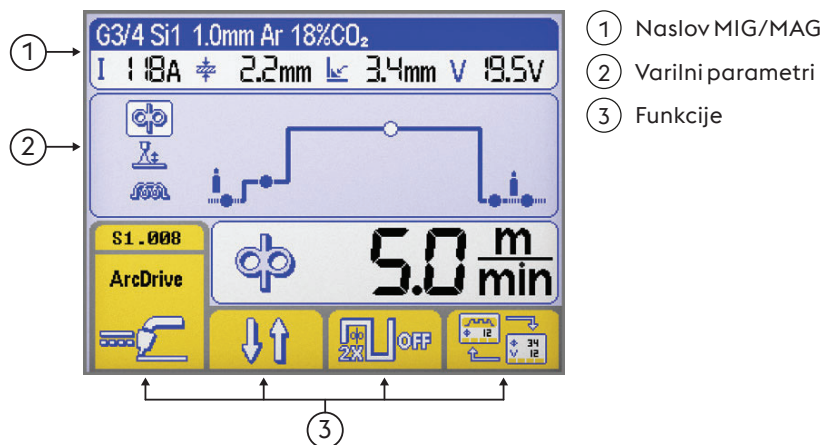 G3/4 Si1 1.0mm Ar 18%CO₂
I 118A 2.2mm 3.4mm V 19.5V
S1.008
ArcDrive
5.0 m/min
2X OFF
12
34
V 12
1
2
3
1 Naslov MIG/MAG
2 Varilni parametri
3 Funkcije